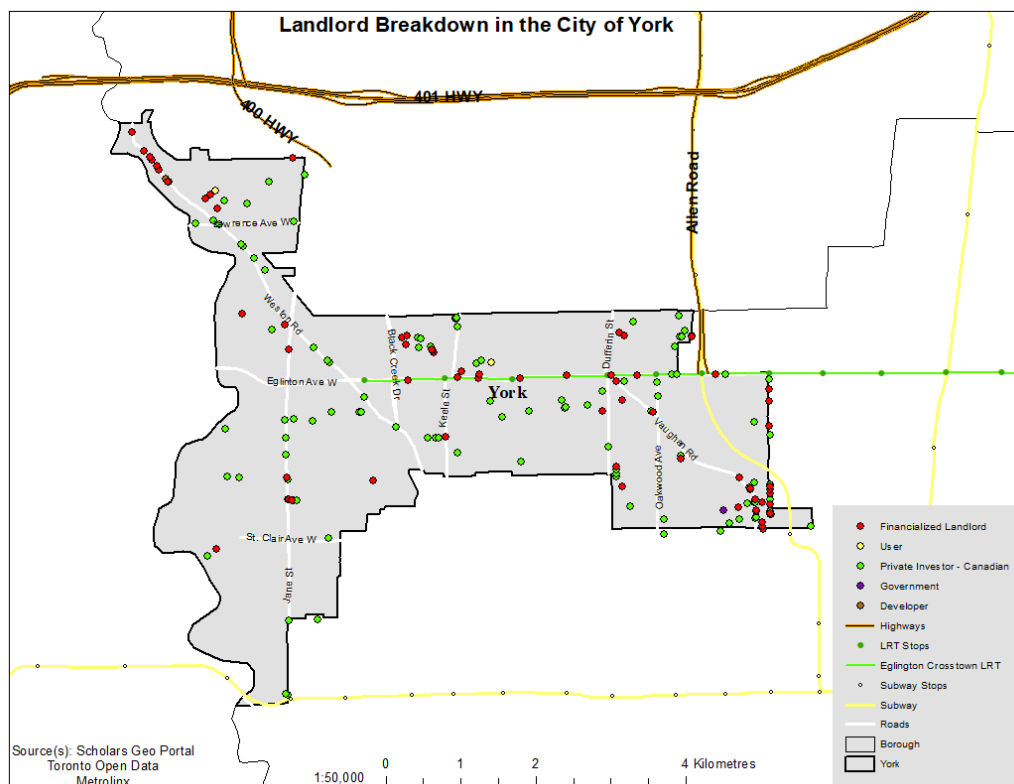 Landlord Breakdown in the City of York
401 HWY
400 HWY
Allen Road
Lawrence Ave W
Weston Rd
Black Creek Dr
Dufferin St
Eglinton Ave W
Keele St
York
Vaughan Rd
Oakwood Ave
St. Clair Ave W
Jane St
Financialized Landlord
User
Private Investor - Canadian
Government
Developer
Highways
LRT Stops
Eglington Crosstown LRT
Subway Stops
Subway
Roads
Borough
York
Source(s): Scholars Geo Portal
Toronto Open Data
Metrolinx
1:50,000
0 1 2 4 Kilometres